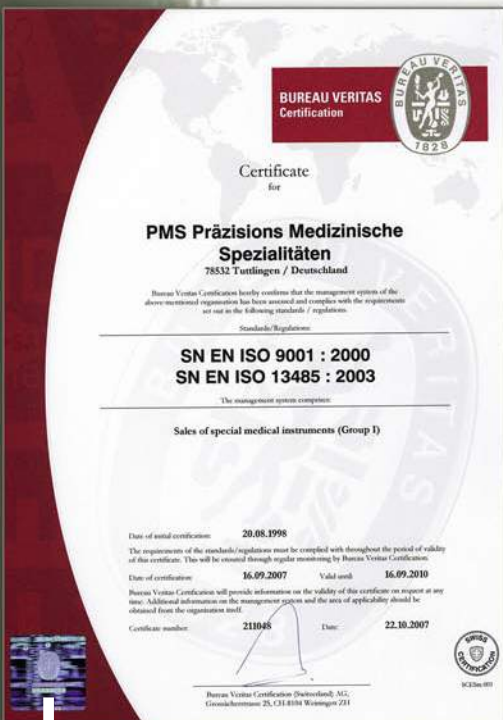 BUREAU VERITAS
Certification
BUREAU VERITAS
1828
Certificate
for
PMS Präzisions Medizinische
Spezialitäten
78532 Tuttlingen / Deutschland
Bureau Veritas Certification hereby confirms that the management system of the
above-mentioned organisation has been assessed and complies with the requirements
set out in the following standards / regulations
Standards/Regulations:
SN EN ISO 9001 : 2000
SN EN ISO 13485 : 2003
The management system comprises:
Sales of special medical instruments (Group I)
Date of initial certification: 20.08.1998
The requirements of the standards/regulations must be complied with throughout the period of validity
of this certificate. This will be ensured through regular monitoring by Bureau Veritas Certification.
Date of certification: 16.09.2007 Valid until: 16.09.2010
Bureau Veritas Certification will provide information on the validity of this certificate on request at any
time. Additional information on the management system and the area of applicability should be
obtained from the organisation itself.
Certificate number: 211048 Date: 22.10.2007
Bureau Veritas Certification (Switzerland) AG,
25, CH-8104 Weiningen ZH
SWISS
CERTIFICATION